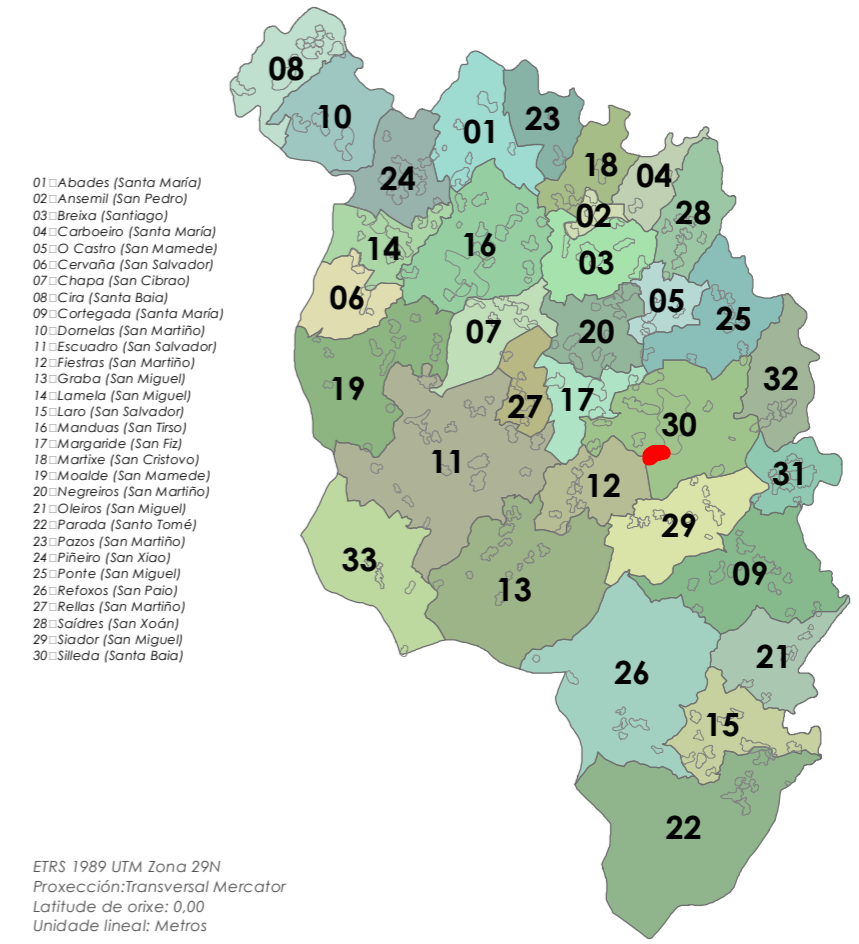 08
10
01
23
24
18
04
02
28
14
16
03
06
05
07
20
25
19
32
27
17
30
11
12
31
29
33
09
13
26
21
15
22
01□Abades (Santa María)
02□Ansemil (San Pedro)
03□Breixa (Santiago)
04□Carboeiro (Santa María)
05□O Castro (San Mamede)
06□Cervaña (San Salvador)
07□Chapa (San Cibrao)
08□Cira (Santa Baia)
09□Cortegada (Santa María)
10□Dornelas (San Martiño)
11□Escuadro (San Salvador)
12□Fiestras (San Martiño)
13□Graba (San Miguel)
14□Lamela (San Miguel)
15□Laro (San Salvador)
16□Manduas (San Tirso)
17□Margaride (San Fiz)
18□Martixe (San Cristovo)
19□Moalde (San Mamede)
20□Negreiros (San Martiño)
21□Oleiros (San Miguel)
22□Parada (Santo Tomé)
23□Pazos (San Martiño)
24□Piñeiro (San Xiao)
25□Ponte (San Miguel)
26□Refoxos (San Paio)
27□Rellas (San Martiño)
28□Saídres (San Xoán)
29□Siador (San Miguel)
30□Silleda (Santa Baia)
ETRS 1989 UTM Zona 29N
Proxección:Transversal Mercator
Latitude de orixe: 0,00
Unidade lineal: Metros